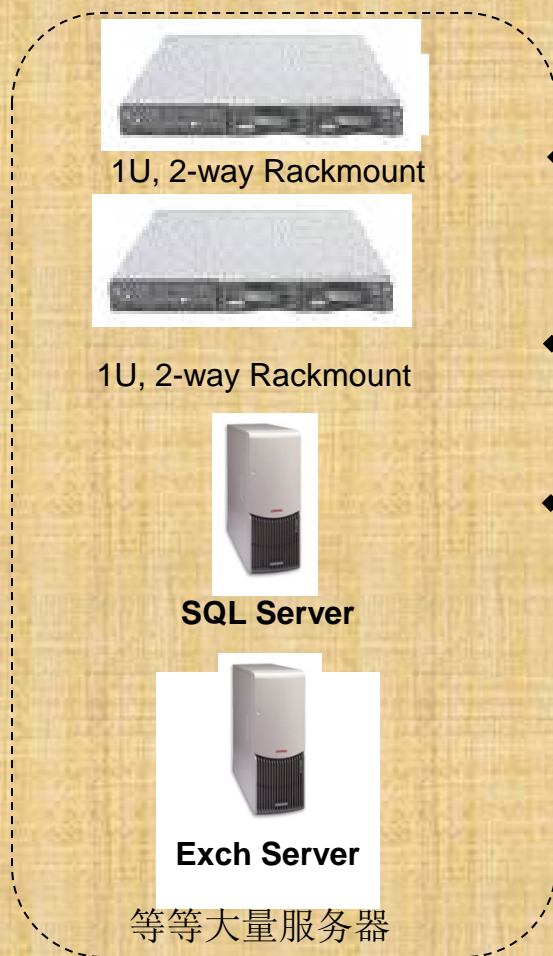 1U, 2-way Rackmount
1U, 2-way Rackmount
SQL Server
Exch Server
等等大量服务器